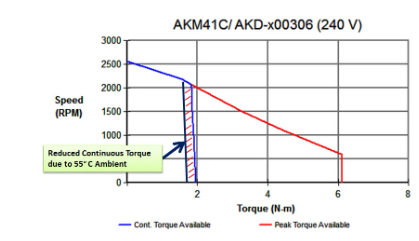 AKM41C/ AKD-x00306 (240 V)
3000
2500
2000
1500
1000
500
0
Speed
(RPM)
Reduced Continuous Torque
due to 55°C Ambient
2
4
6
8
Torque (N-m)
Cont. Torque Available
Peak Torque Available